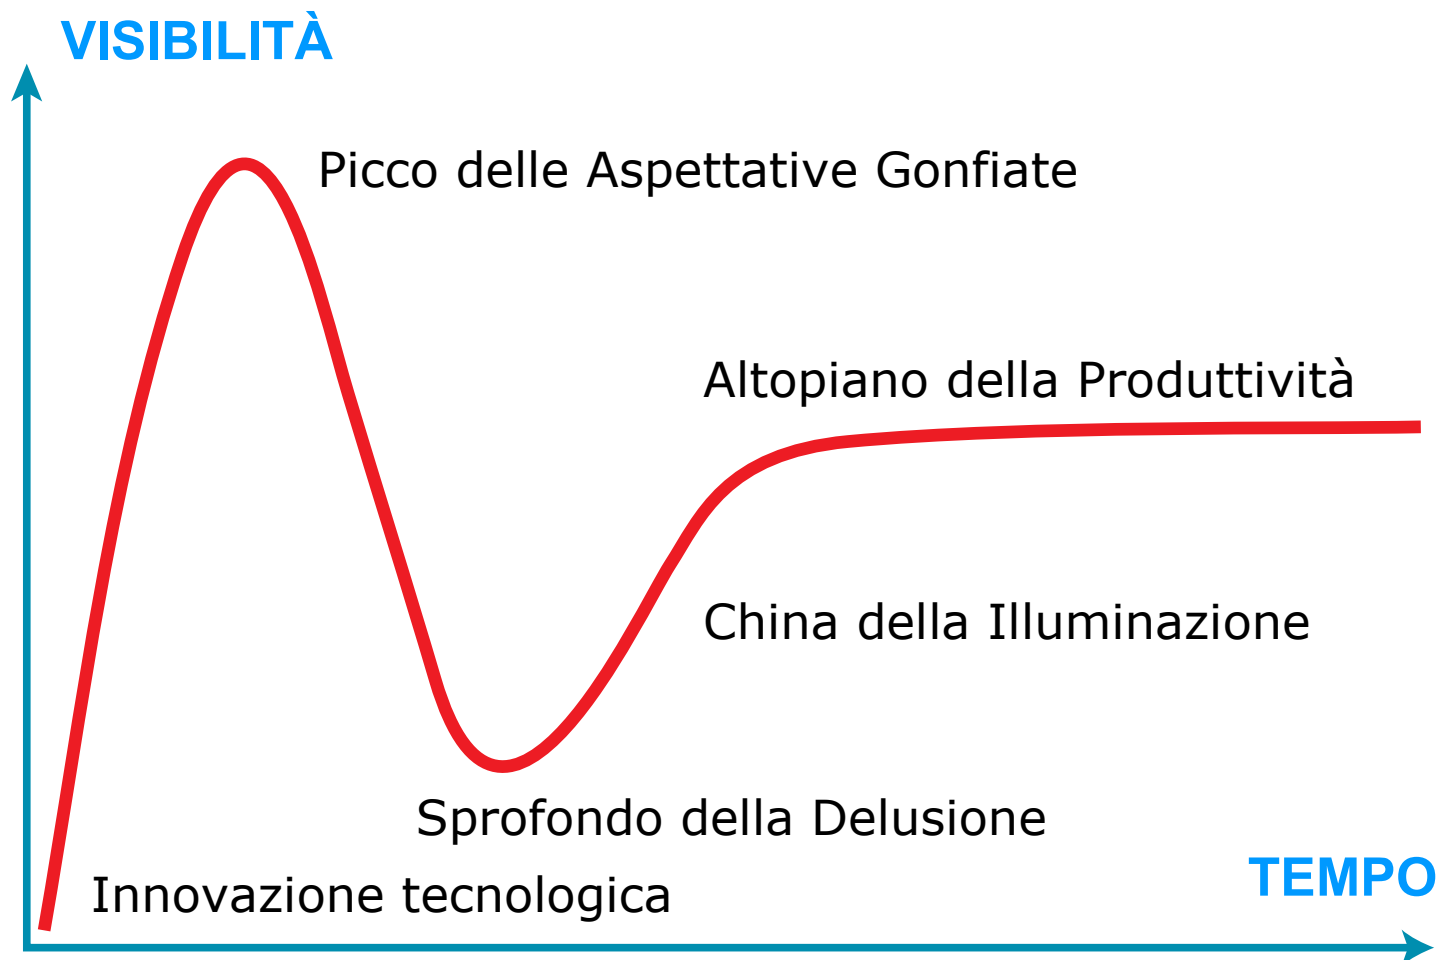 VISIBILITÀ
Picco delle Aspettative Gonfiate
Altopiano della Produttività
China della Illuminazione
Sprofondo della Delusione
TEMPO
Innovazione tecnologica